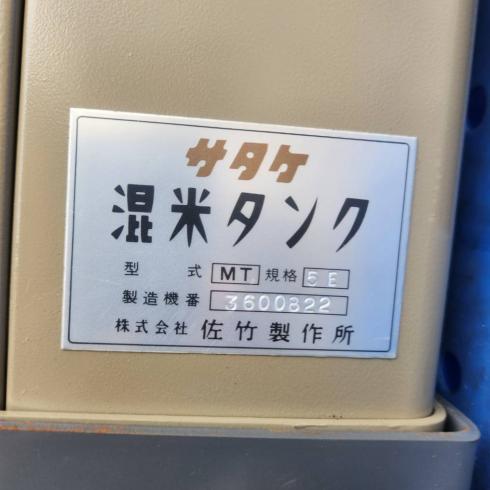 サタケ
混米タンク
型式 MT 規格 5E
製造機番 3600822
株式会社 佐竹製作所